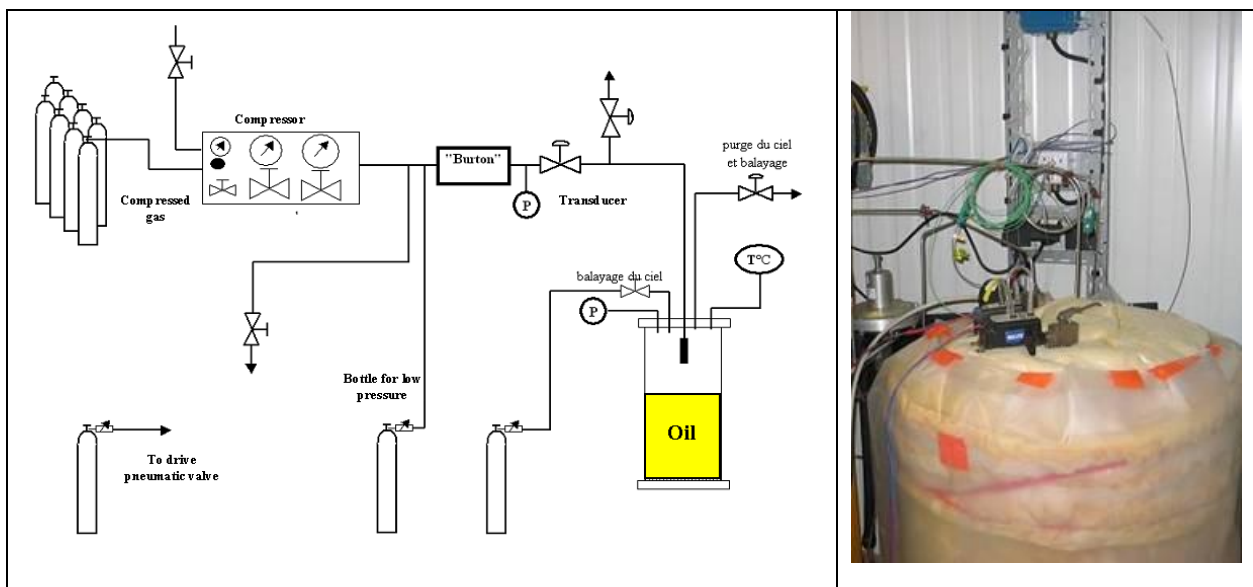 Compressor
"Burton"
purge du ciel
et balayage
P
Transducer
Compressed
gas
T°C
balayage du ciel
P
Bottle for low
pressure
Oil
To drive
pneumatic valve